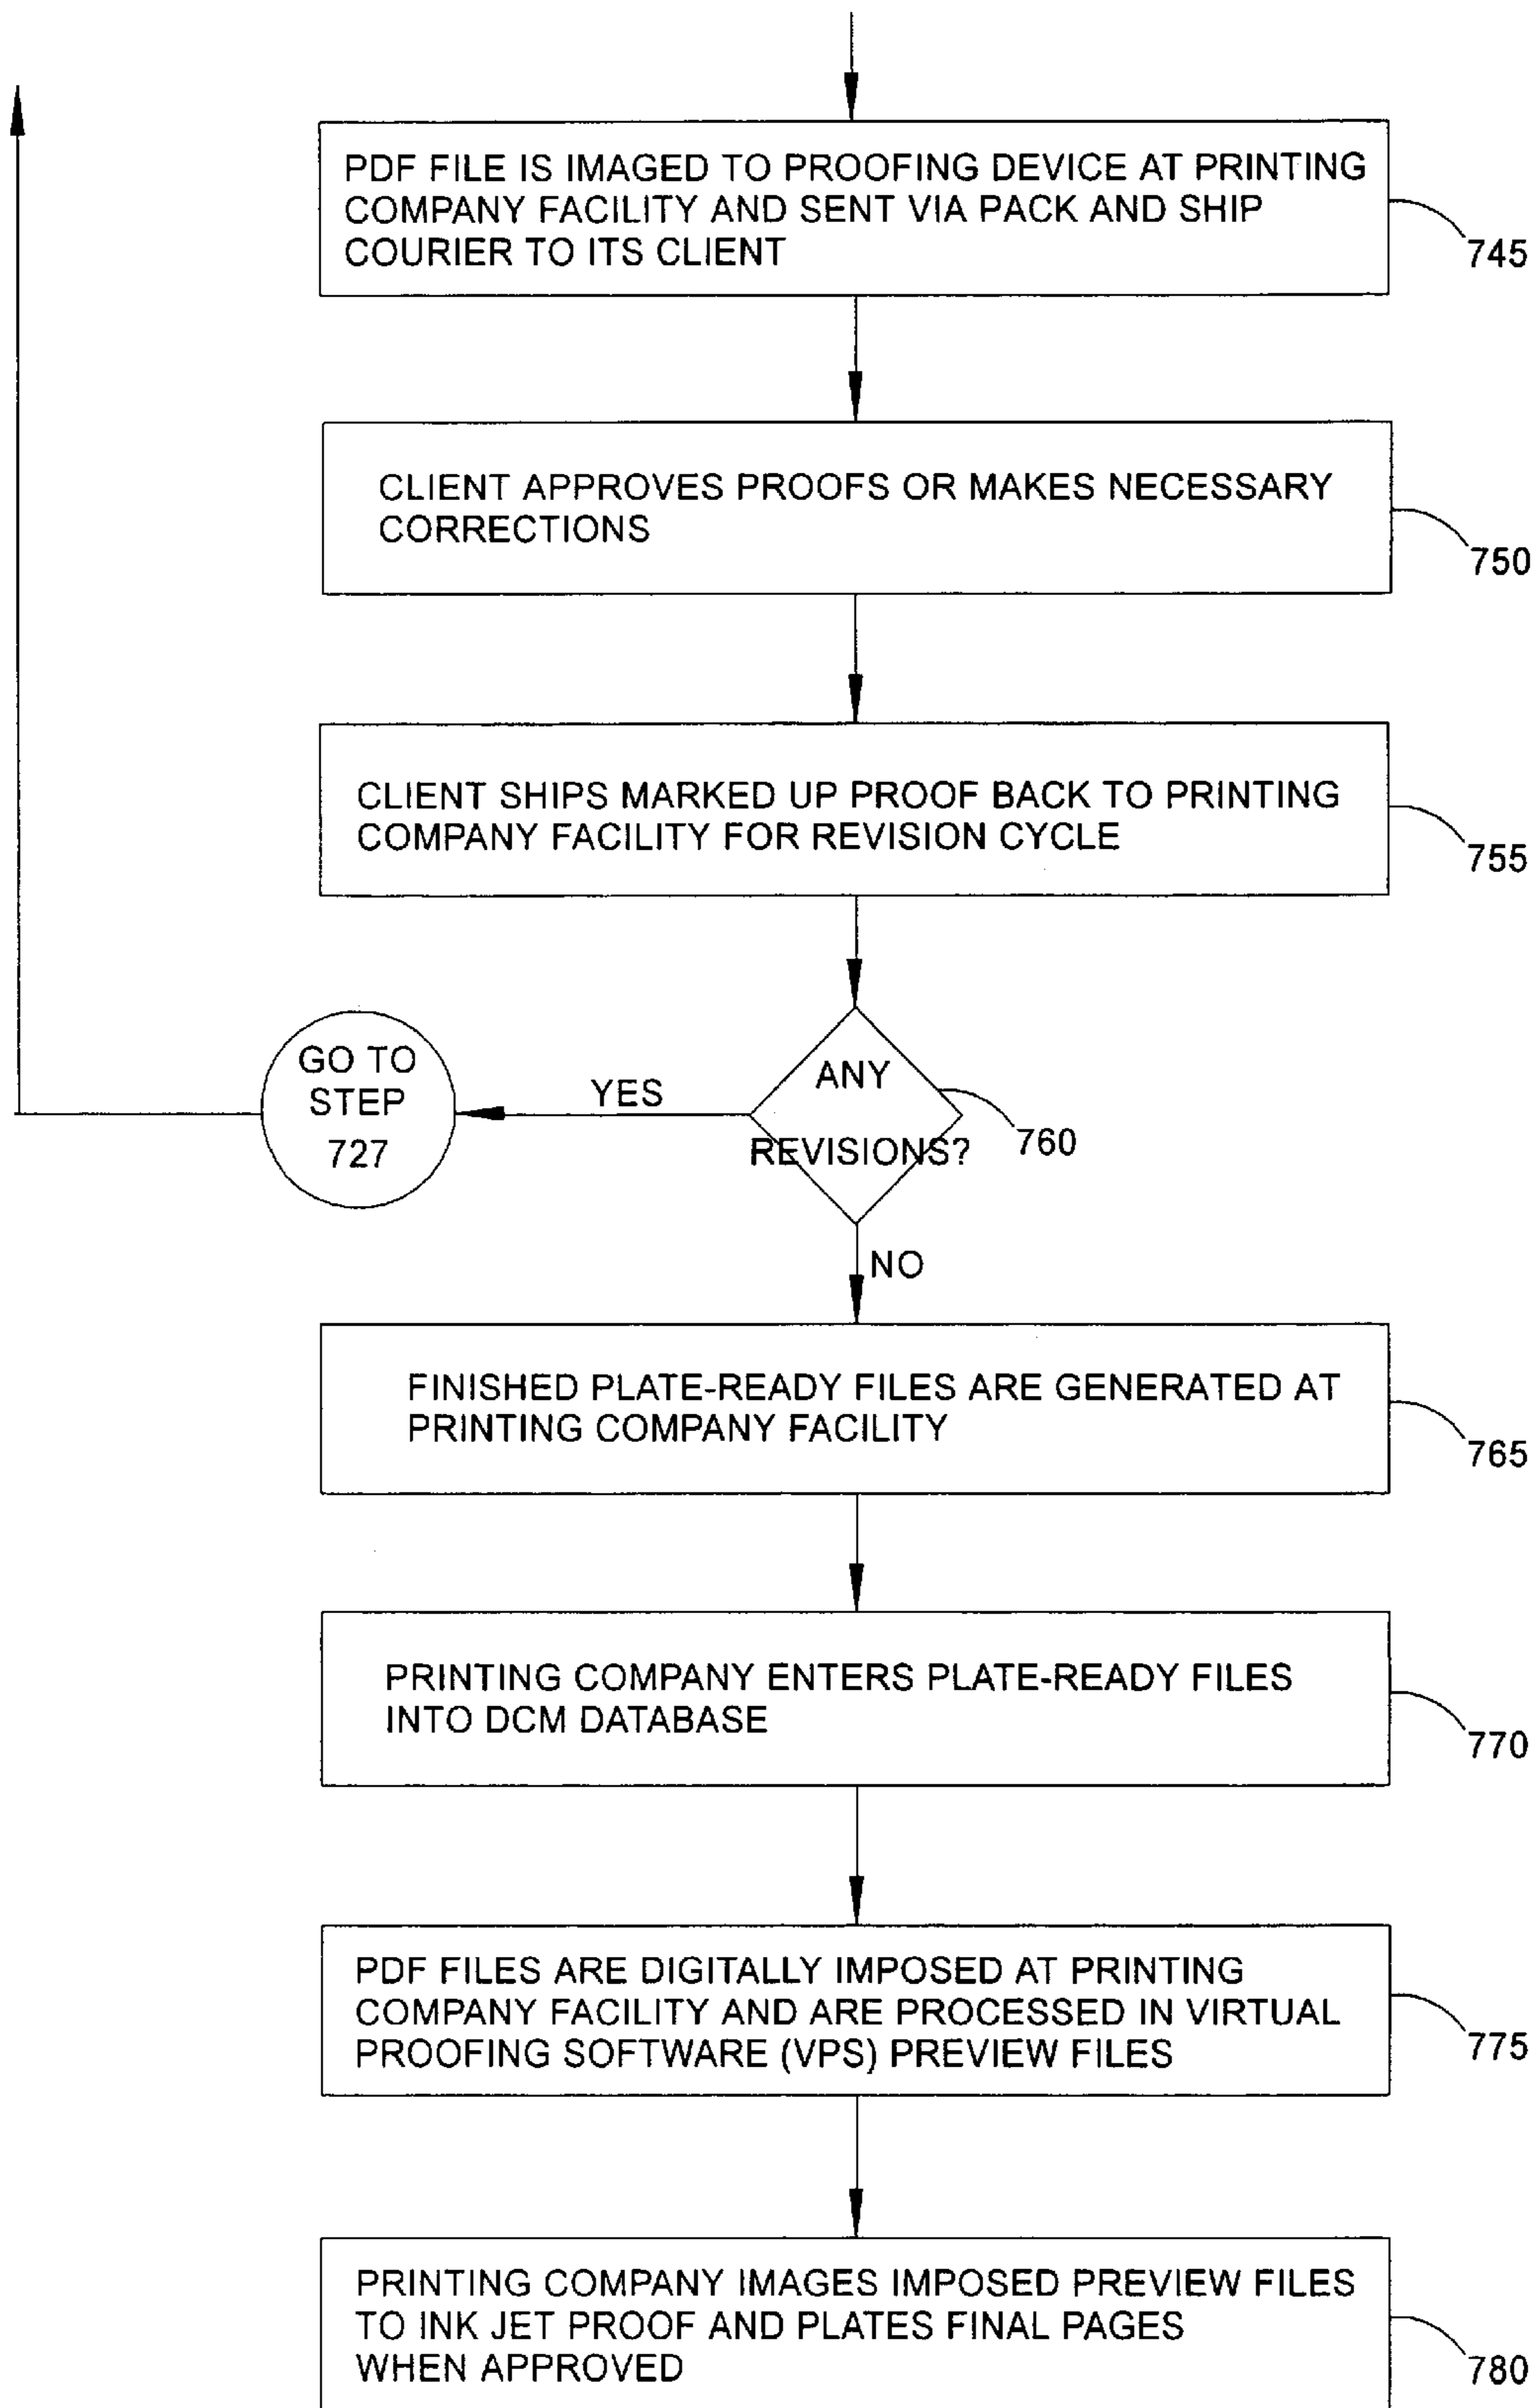 PDF FILE IS IMAGED TO PROOFING DEVICE AT PRINTING
COMPANY FACILITY AND SENT VIA PACK AND SHIP
COURIER TO ITS CLIENT
745
CLIENT APPROVES PROOFS OR MAKES NECESSARY
CORRECTIONS
750
CLIENT SHIPS MARKED UP PROOF BACK TO PRINTING
COMPANY FACILITY FOR REVISION CYCLE
755
GO TO
STEP
727
YES
ANY
REVISIONS?
760
NO
FINISHED PLATE-READY FILES ARE GENERATED AT
PRINTING COMPANY FACILITY
765
PRINTING COMPANY ENTERS PLATE-READY FILES
INTO DCM DATABASE
770
PDF FILES ARE DIGITALLY IMPOSED AT PRINTING
COMPANY FACILITY AND ARE PROCESSED IN VIRTUAL
PROOFING SOFTWARE (VPS) PREVIEW FILES
775
PRINTING COMPANY IMAGES IMPOSED PREVIEW FILES
TO INK JET PROOF AND PLATES FINAL PAGES
WHEN APPROVED
780